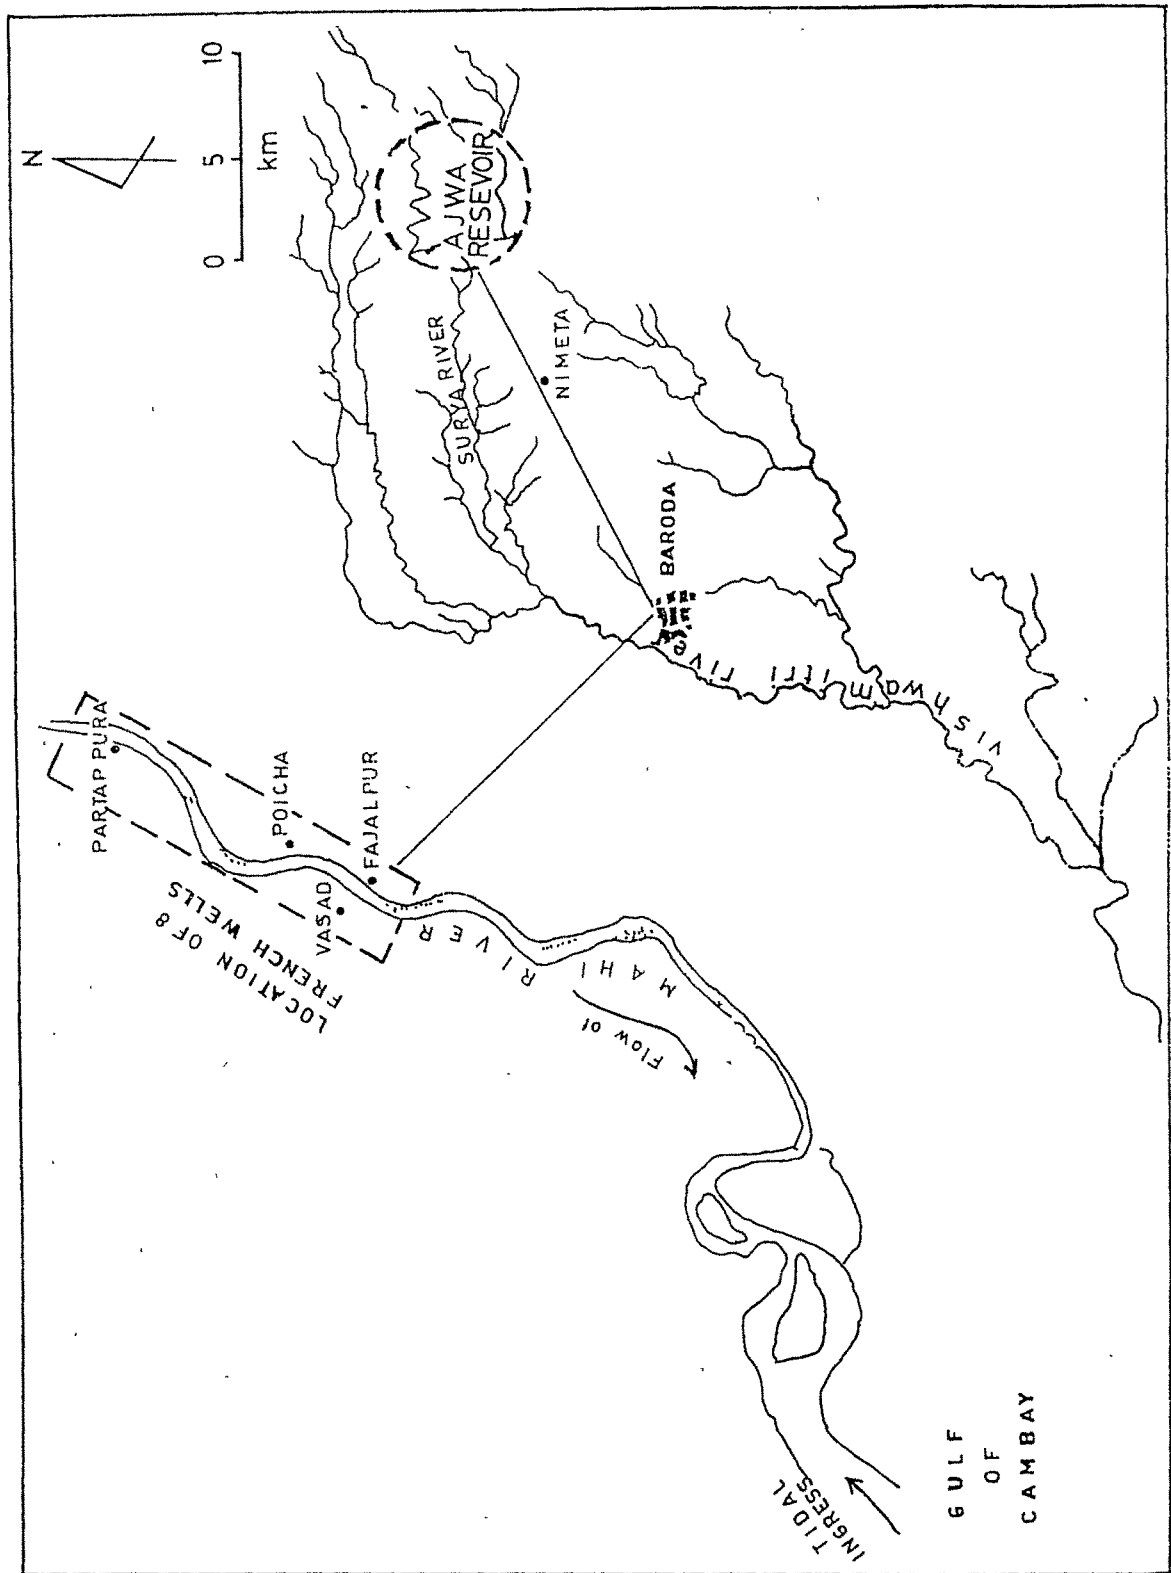 N
0 5 10
km
AJWA
RESEVOIR
SURYA RIVER
NIMETA
BARODA
Vishwamitri rive
PARTAP PURA
POICHA
FAJALPUR
VASAD
LOCATION OF 8
FRENCH WELLS
MAHI RIVER
Flow of
TIDAL
INGRESS
GULF
OF
CAMBAY